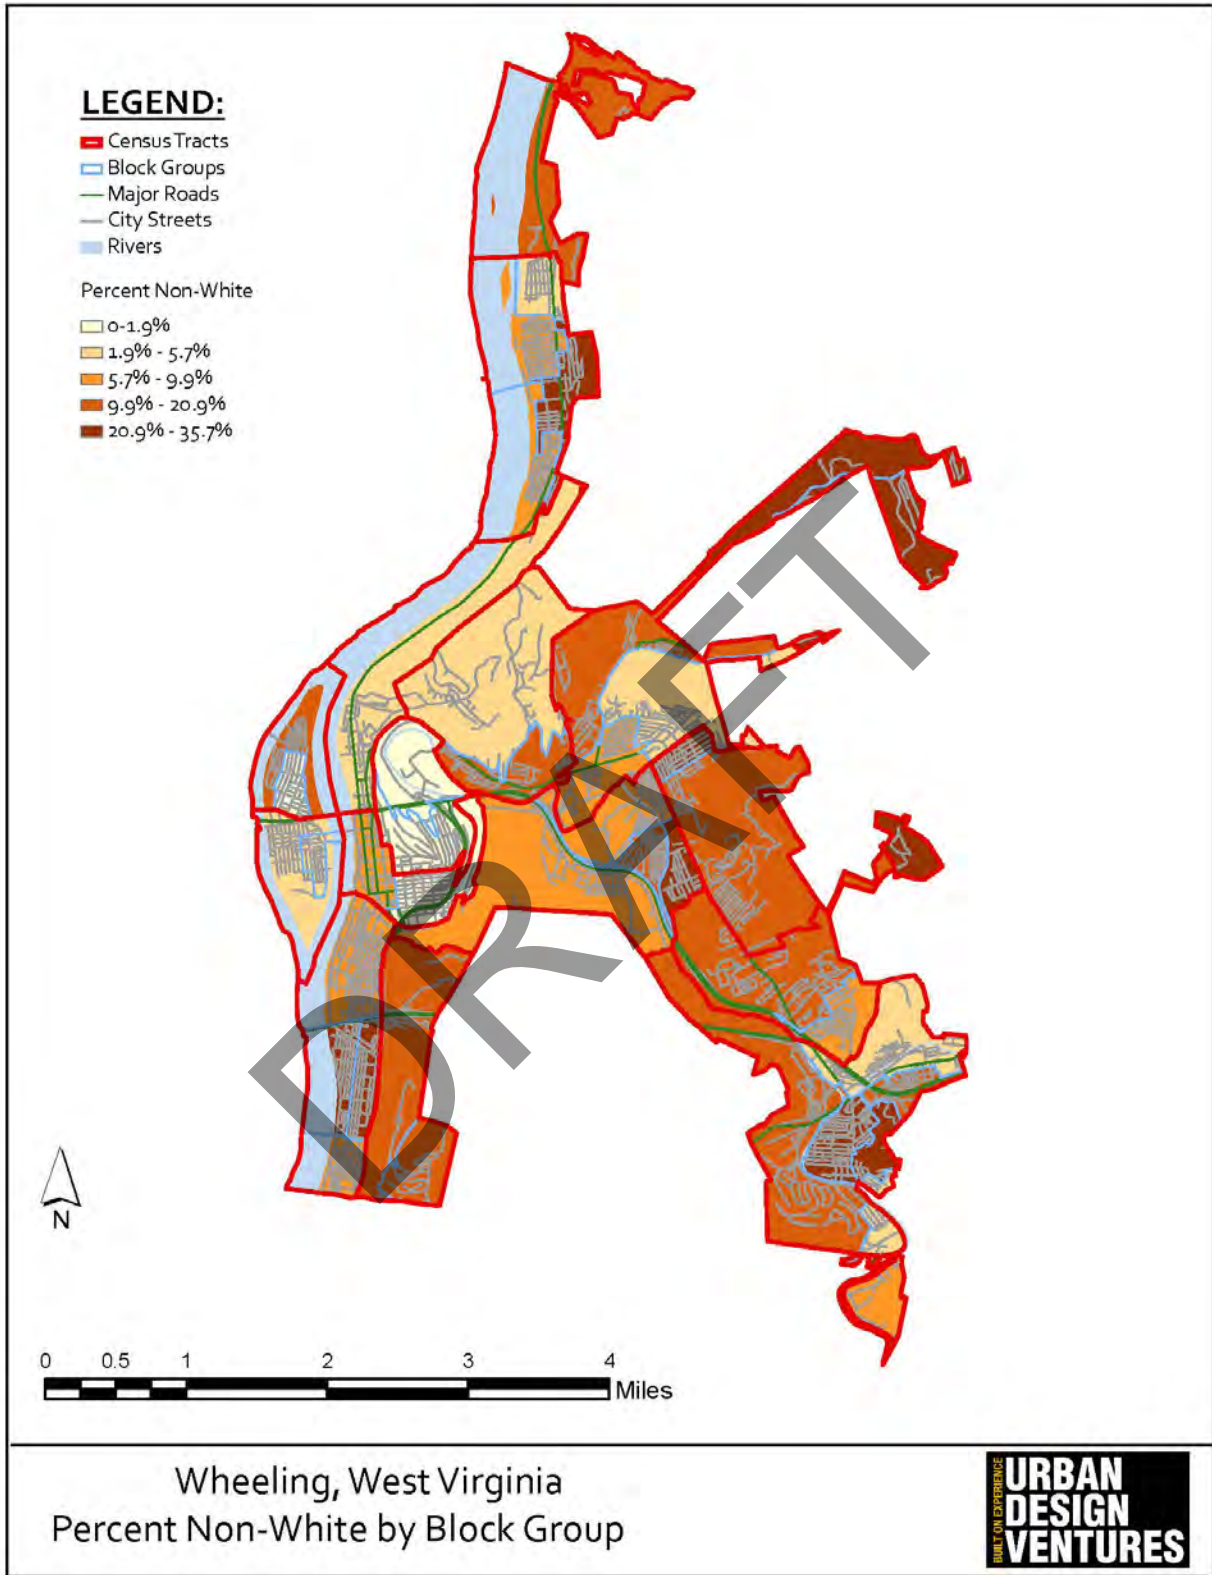 LEGEND:
Census Tracts
Block Groups
Major Roads
City Streets
Rivers
Percent Non-White
0-1.9%
1.9% - 5.7%
5.7% - 9.9%
9.9% - 20.9%
20.9% - 35.7%
DRAFT
N
0 0.5 1 2 3 4
Miles
Wheeling, West Virginia
Percent Non-White by Block Group
BUILT ON EXPERIENCE
URBAN
DESIGN
VENTURES